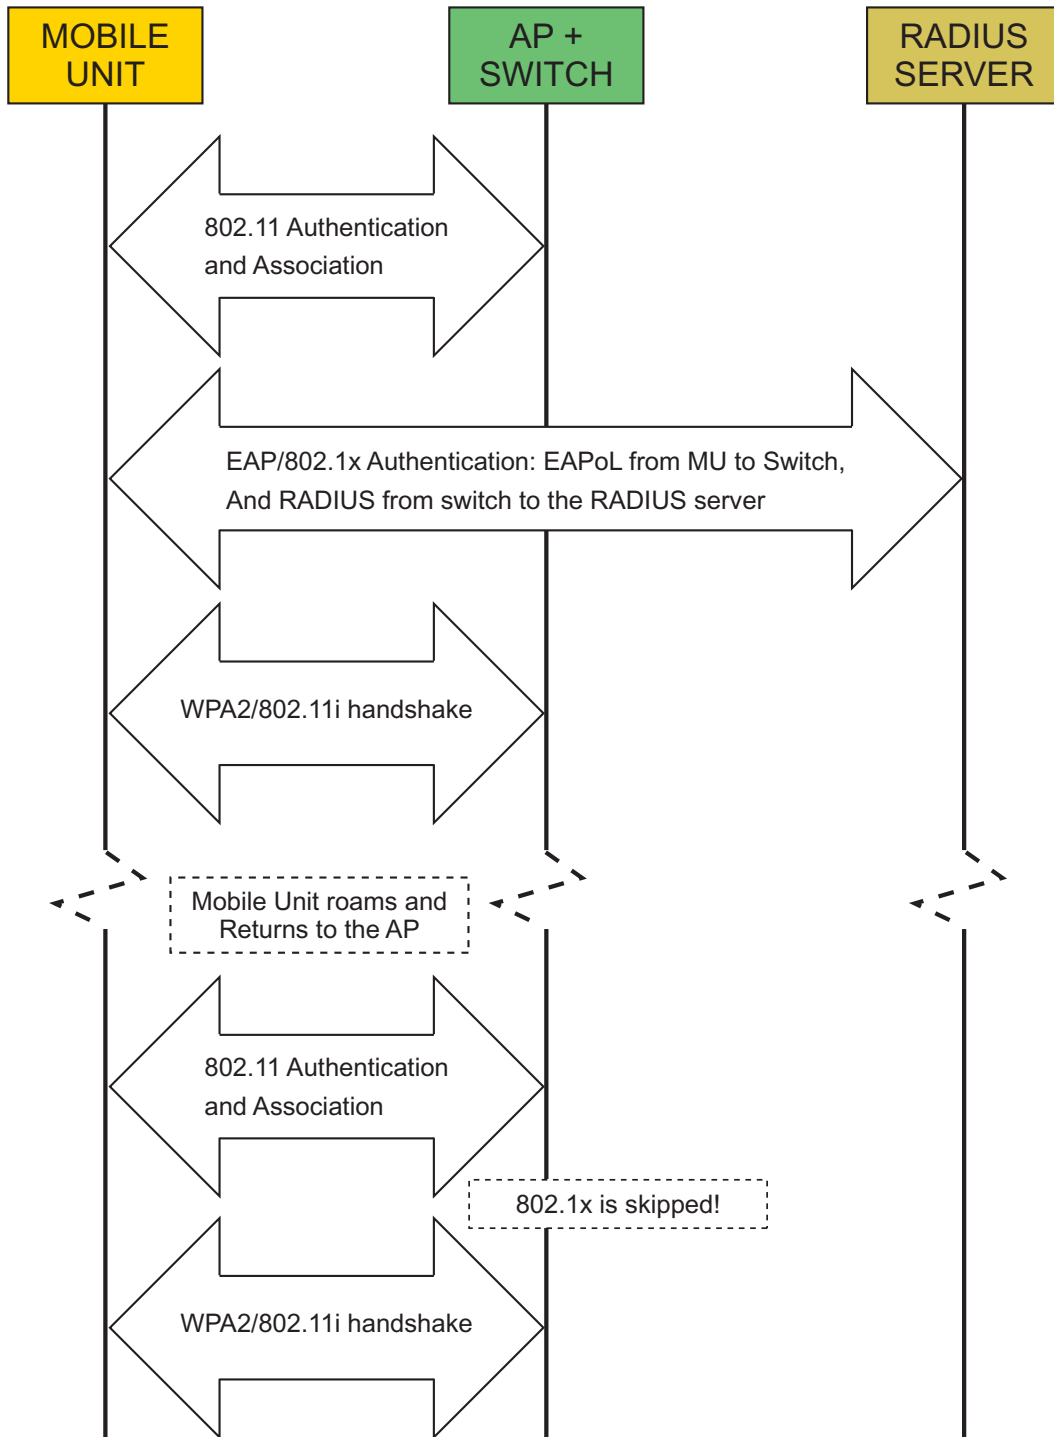 MOBILE
UNIT
AP +
SWITCH
RADIUS
SERVER
802.11 Authentication
and Association
EAP/802.1x Authentication: EAPoL from MU to Switch,
And RADIUS from switch to the RADIUS server
WPA2/802.11i handshake
Mobile Unit roams and
Returns to the AP
802.11 Authentication
and Association
802.1x is skipped!
WPA2/802.11i handshake